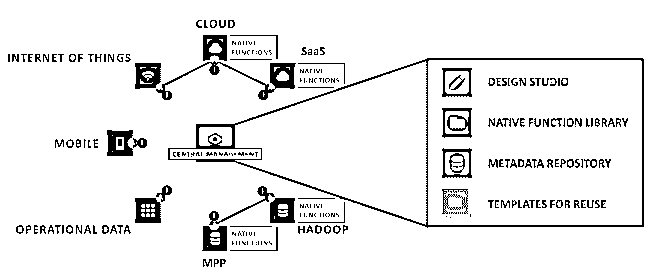 CLOUD
NATIVE
FUNCTIONS
INTERNET OF THINGS
SaaS
NATIVE
FUNCTIONS
DESIGN STUDIO
NATIVE FUNCTION LIBRARY
MOBILE
CENTRAL MANAGEMENT
METADATA REPOSITORY
TEMPLATES FOR REUSE
NATIVE
FUNCTIONS
OPERATIONAL DATA
HADOOP
NATIVE
FUNCTIONS
MPP